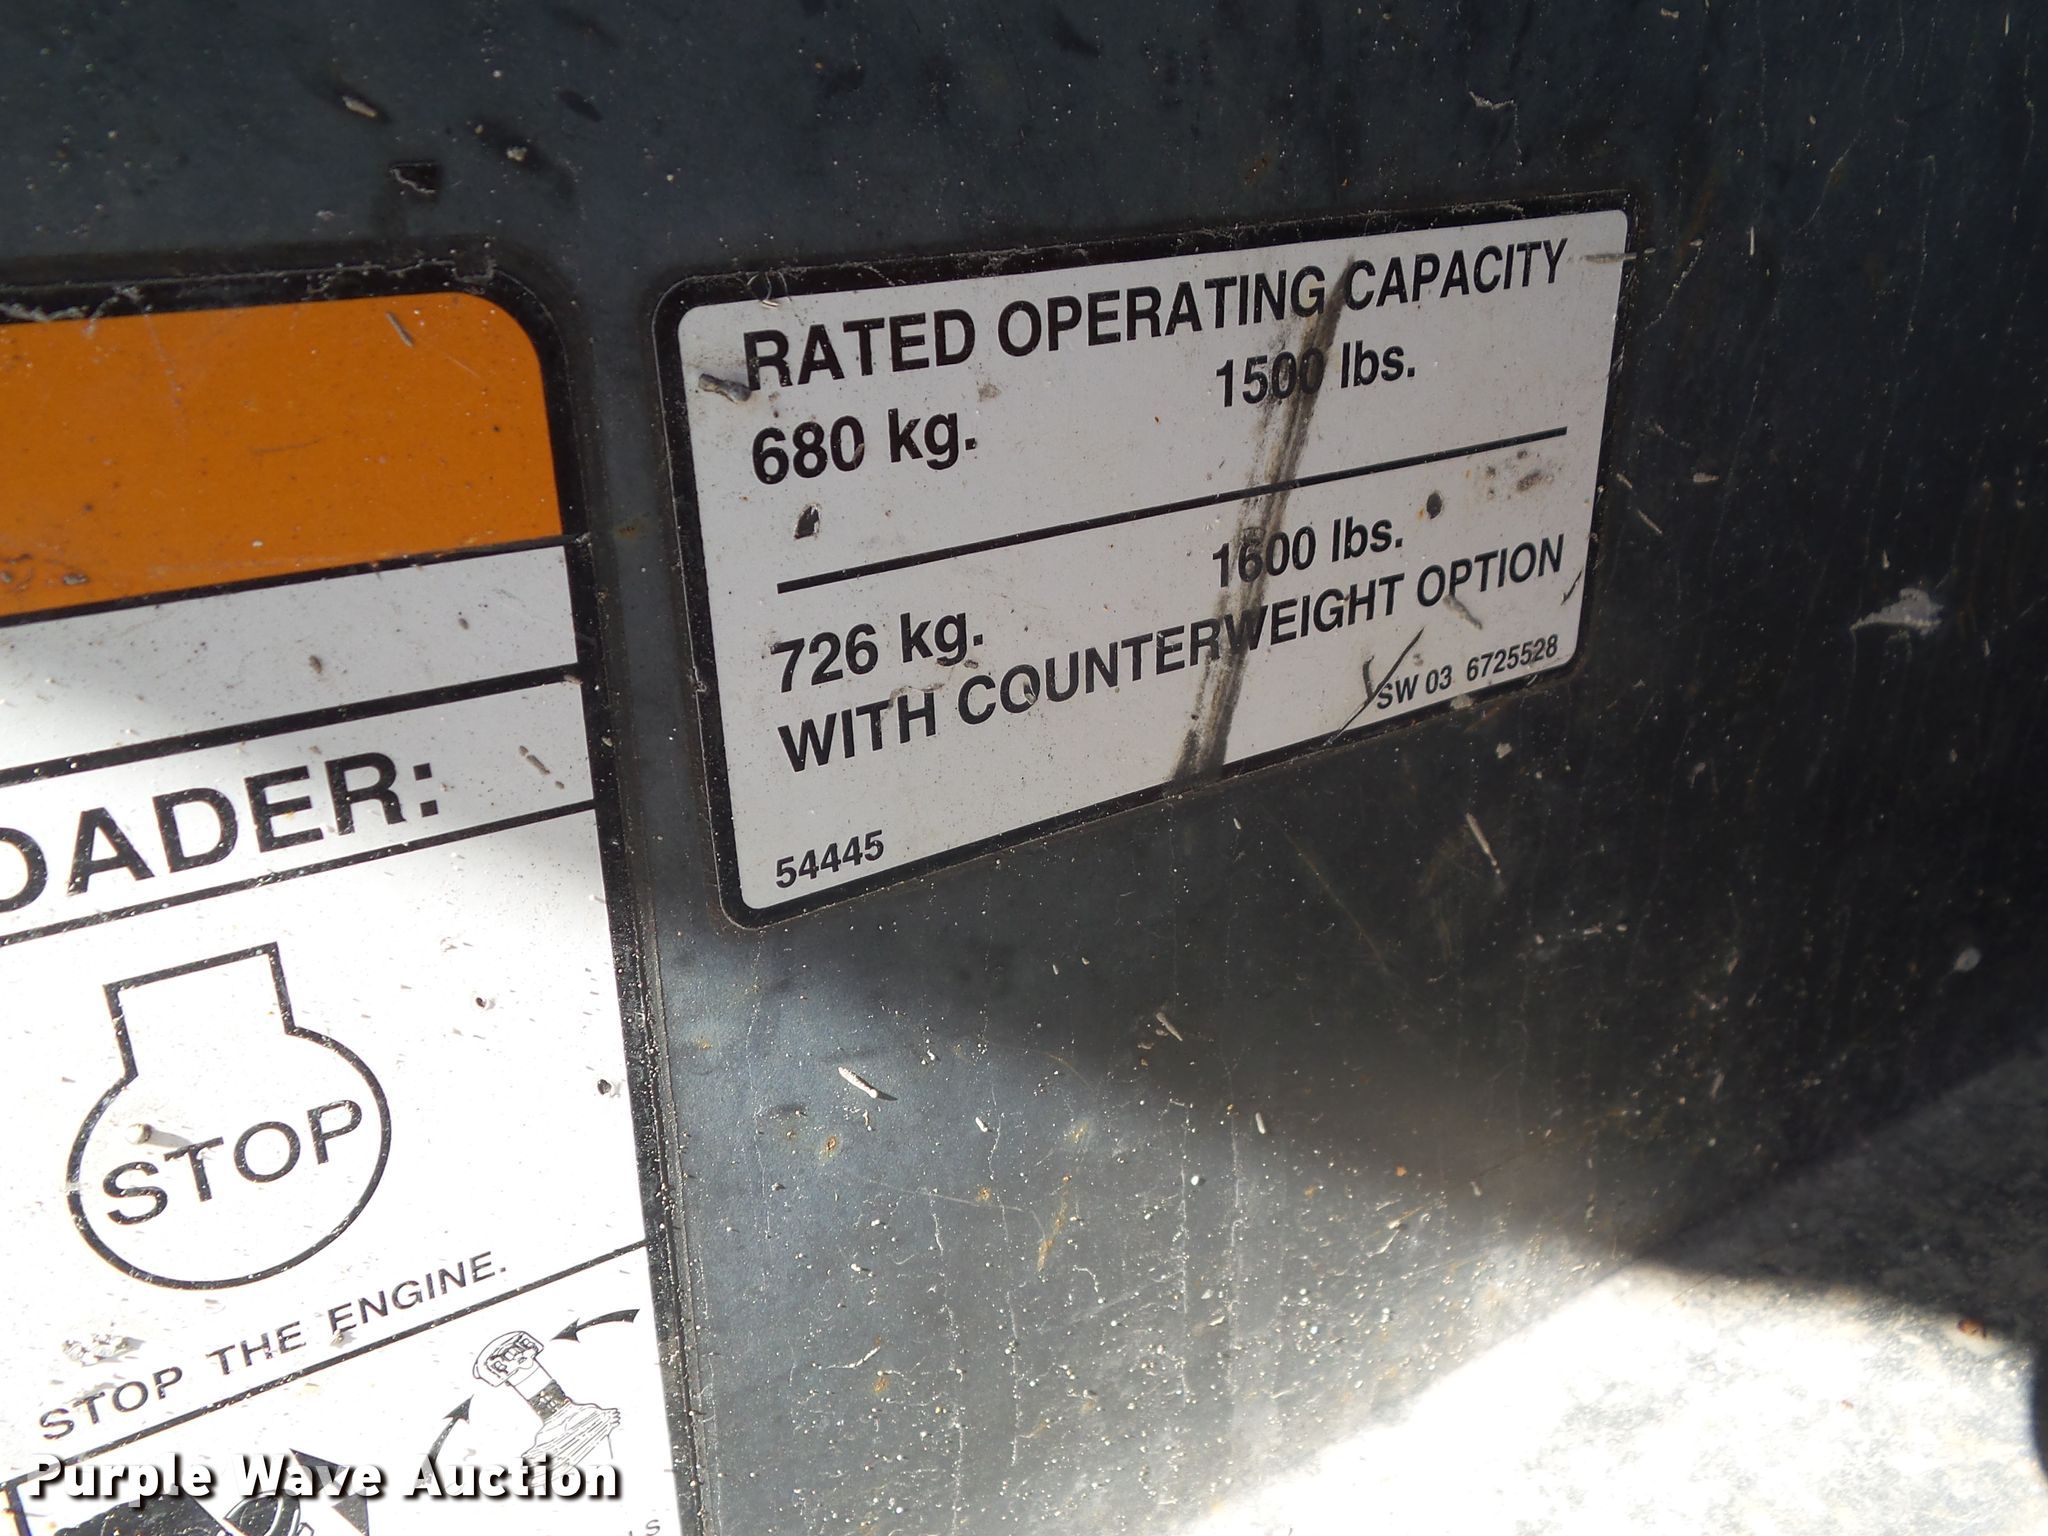 RATED OPERATING CAPACITY
680 kg. 1500 lbs.
726 kg. 1600 lbs.
WITH COUNTERWEIGHT OPTION
SW 03 6725528
54445
OADER:
STOP
STOP THE ENGINE.
LS
Purple Wave Auction